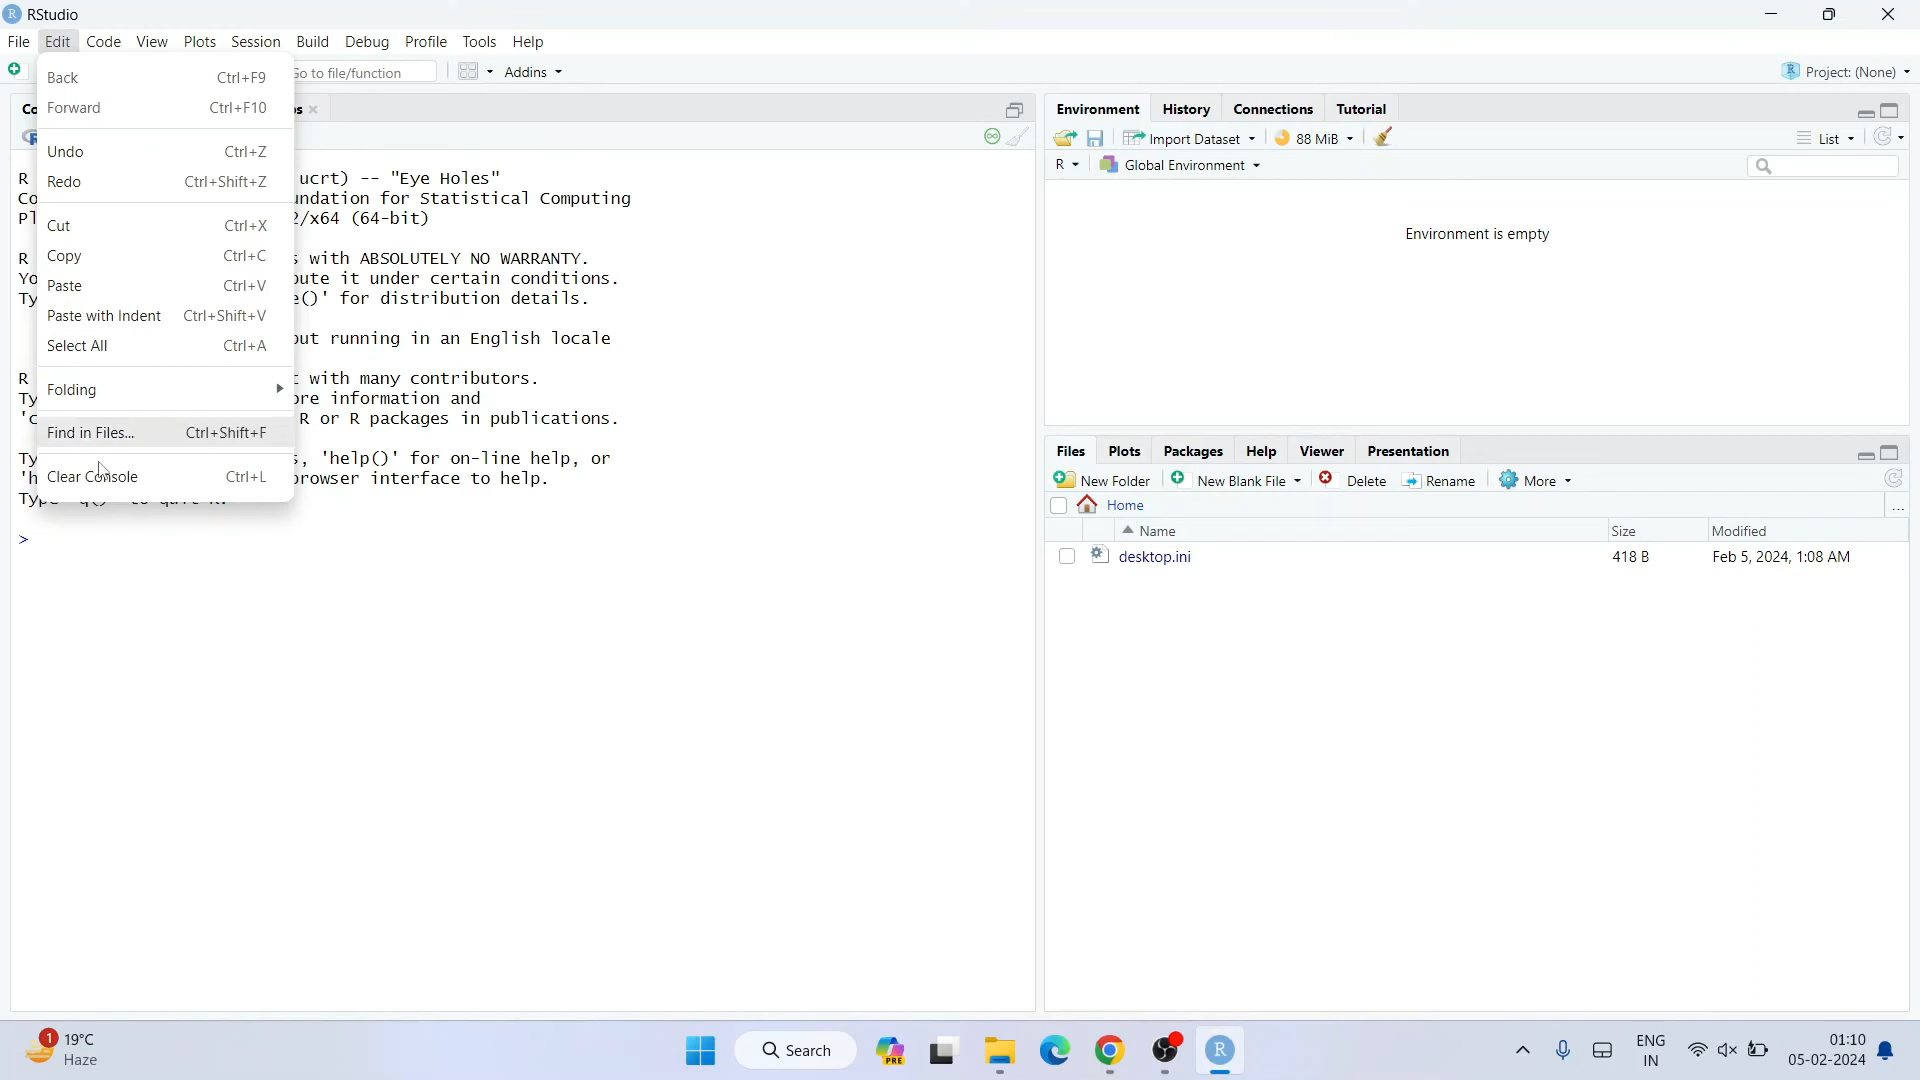 RStudio
File Edit Code View Plots Session Build Debug Profile Tools Help
Go to file/function Addins Project: (None)
Back Ctrl+F9
Forward Ctrl+F10
Undo Ctrl+Z
Redo Ctrl+Shift+Z
Cut Ctrl+X
Copy Ctrl+C
Paste Ctrl+V
Paste with Indent Ctrl+Shift+V
Select All Ctrl+A
Folding
Find in Files... Ctrl+Shift+F
Clear Console Ctrl+L
R ucrt) -- "Eye Holes"
for Statistical Computing
/x64 (64-bit)
R with ABSOLUTELY NO WARRANTY.
it under certain conditions.
()' for distribution details.
running in an English locale
R with many contributors.
information and
R or R packages in publications.
, 'help()' for on-line help, or
browser interface to help.
>
Environment History Connections Tutorial
Import Dataset 88 MiB List
R Global Environment
Environment is empty
Files Plots Packages Help Viewer Presentation
New Folder New Blank File Delete Rename More
Home ...
Name Size Modified
desktop.ini 418 B Feb 5, 2024, 1:08 AM
1 19°C
Haze
Search
PRE
R
ENG
IN
01:10
05-02-2024